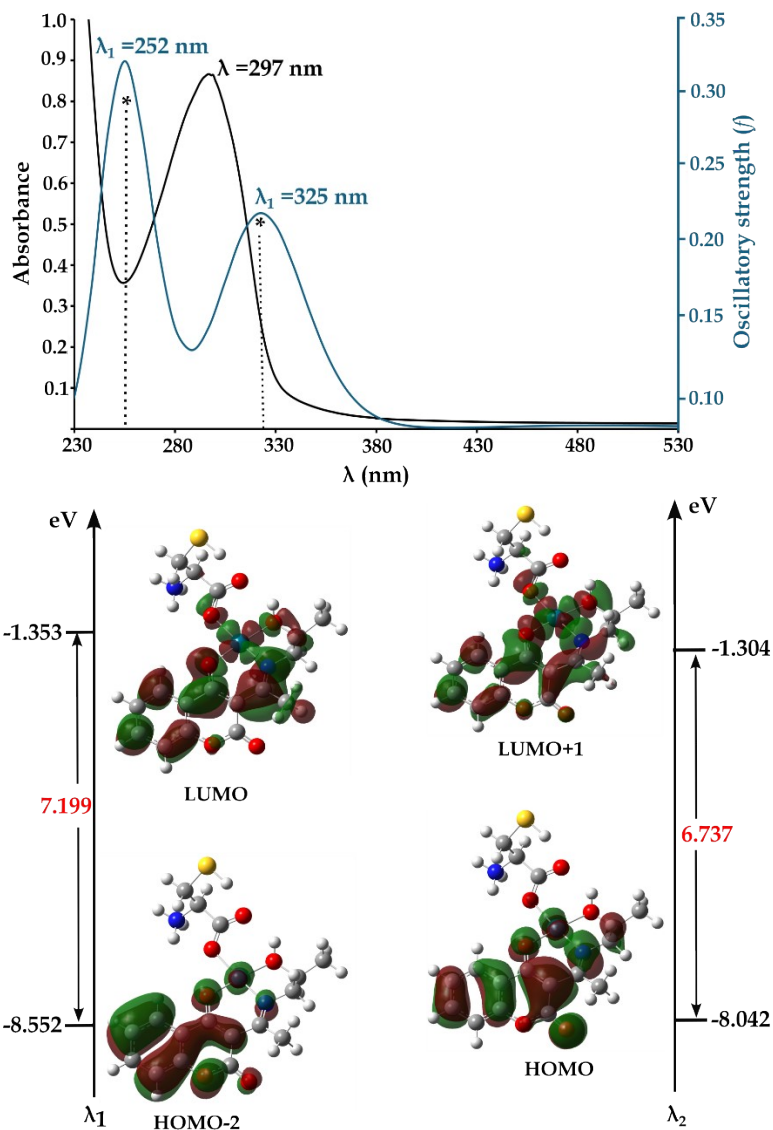 λ₁ =252 nm
λ =297 nm
λ₁ =325 nm
*
*
Absorbance
1.0
0.9
0.8
0.7
0.6
0.5
0.4
0.3
0.2
0.1
0.35
0.30
0.25
0.20
0.15
0.10
Oscillatory strength (f)
230 280 330 380 430 480 530
λ (nm)
eV
-1.353
7.199
-8.552
λ1
LUMO
HOMO-2
eV
-1.304
6.737
-8.042
λ₂
LUMO+1
HOMO